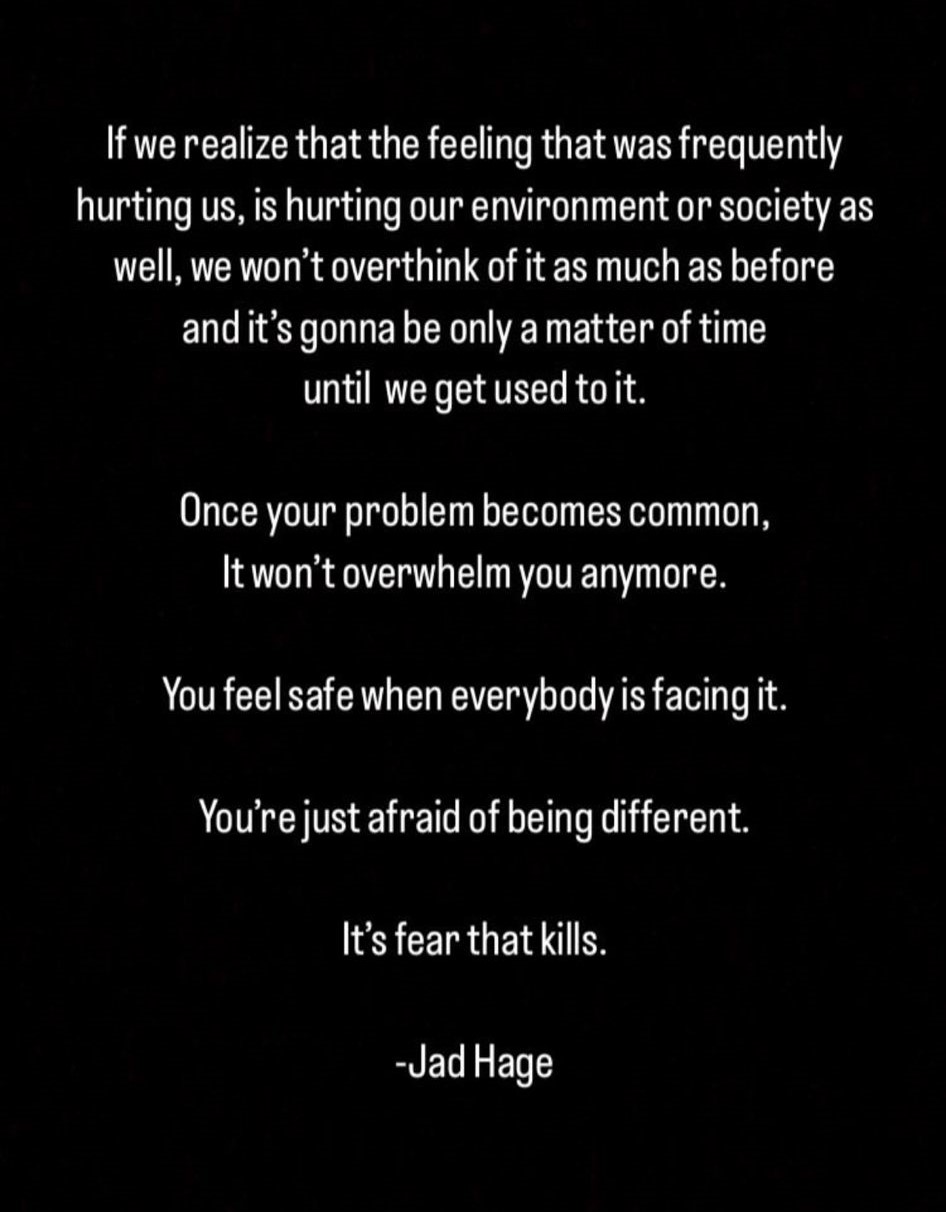 If we realize that the feeling that was frequently
hurting us, is hurting our environment or society as
well, we won’t overthink of it as much as before
and it’s gonna be only a matter of time
until  we get used to it.
Once your problem becomes common,
It won’t overwhelm you anymore.
You feel safe when everybody is facing it.
You’re just afraid of being different.
It’s fear that kills.
-Jad Hage